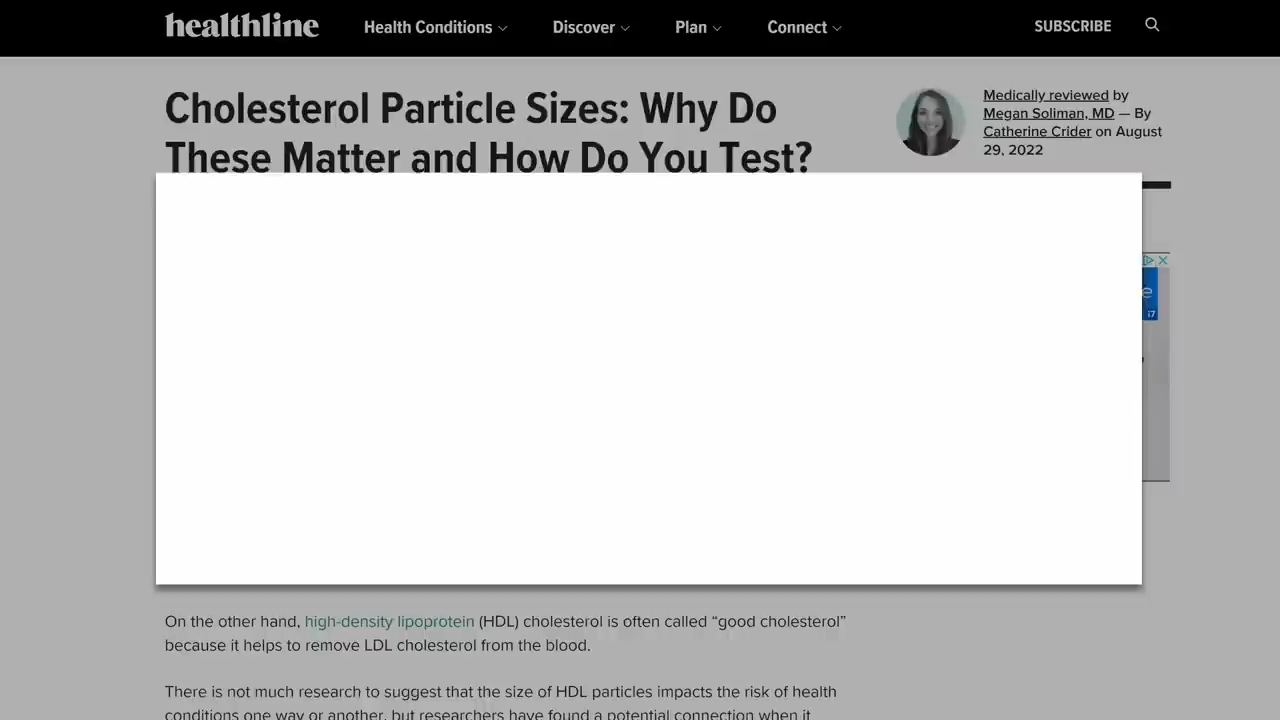 healthline
Health Conditions
Discover
Plan
Connect
SUBSCRIBE
Cholesterol Particle Sizes: Why Do
These Matter and How Do You Test?
Medically reviewed by
Megan Soliman, MD — By
Catherine Crider on August
29, 2022
e
i7
On the other hand, high-density lipoprotein (HDL) cholesterol is often called “good cholesterol”
because it helps to remove LDL cholesterol from the blood.
There is not much research to suggest that the size of HDL particles impacts the risk of health
conditions one way or another, but researchers have found a potential connection when it